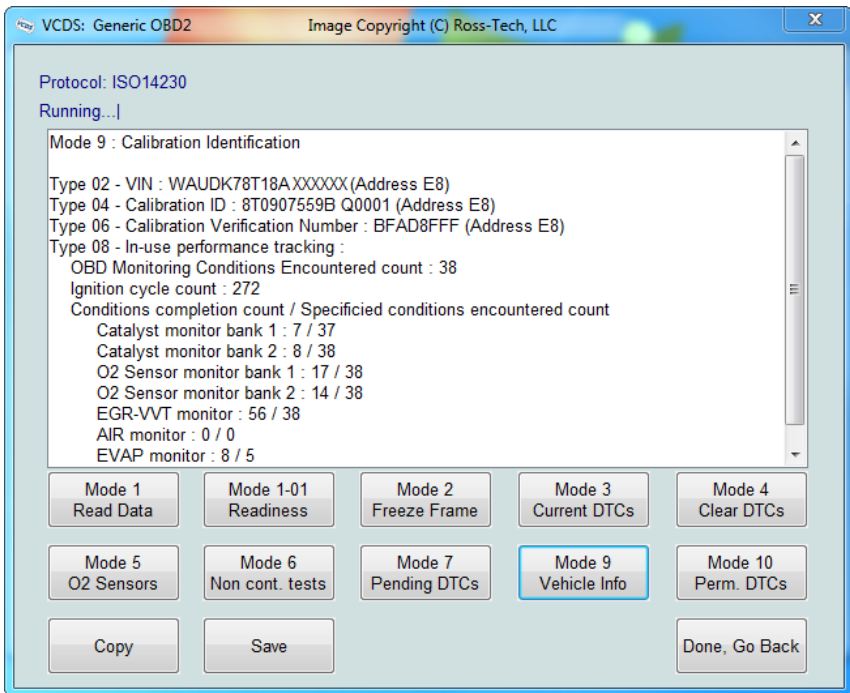 VCDS: Generic OBD2
Image Copyright (C) Ross-Tech, LLC
Protocol: ISO14230
Running...|
Mode 9 : Calibration Identification
Type 02 - VIN : WAUDK78T18AXXXXXX (Address E8)
Type 04 - Calibration ID : 8T0907559B Q0001 (Address E8)
Type 06 - Calibration Verification Number : BFAD8FFF (Address E8)
Type 08 - In-use performance tracking :
OBD Monitoring Conditions Encountered count : 38
Ignition cycle count : 272
Conditions completion count / Specificied conditions encountered count
Catalyst monitor bank 1 : 7 / 37
Catalyst monitor bank 2 : 8 / 38
O2 Sensor monitor bank 1 : 17 / 38
O2 Sensor monitor bank 2 : 14 / 38
EGR-VVT monitor : 56 / 38
AIR monitor : 0 / 0
EVAP monitor : 8 / 5
Mode 1
Read Data
Mode 1-01
Readiness
Mode 2
Freeze Frame
Mode 3
Current DTCs
Mode 4
Clear DTCs
Mode 5
O2 Sensors
Mode 6
Non cont. tests
Mode 7
Pending DTCs
Mode 9
Vehicle Info
Mode 10
Perm. DTCs
Copy
Save
Done, Go Back